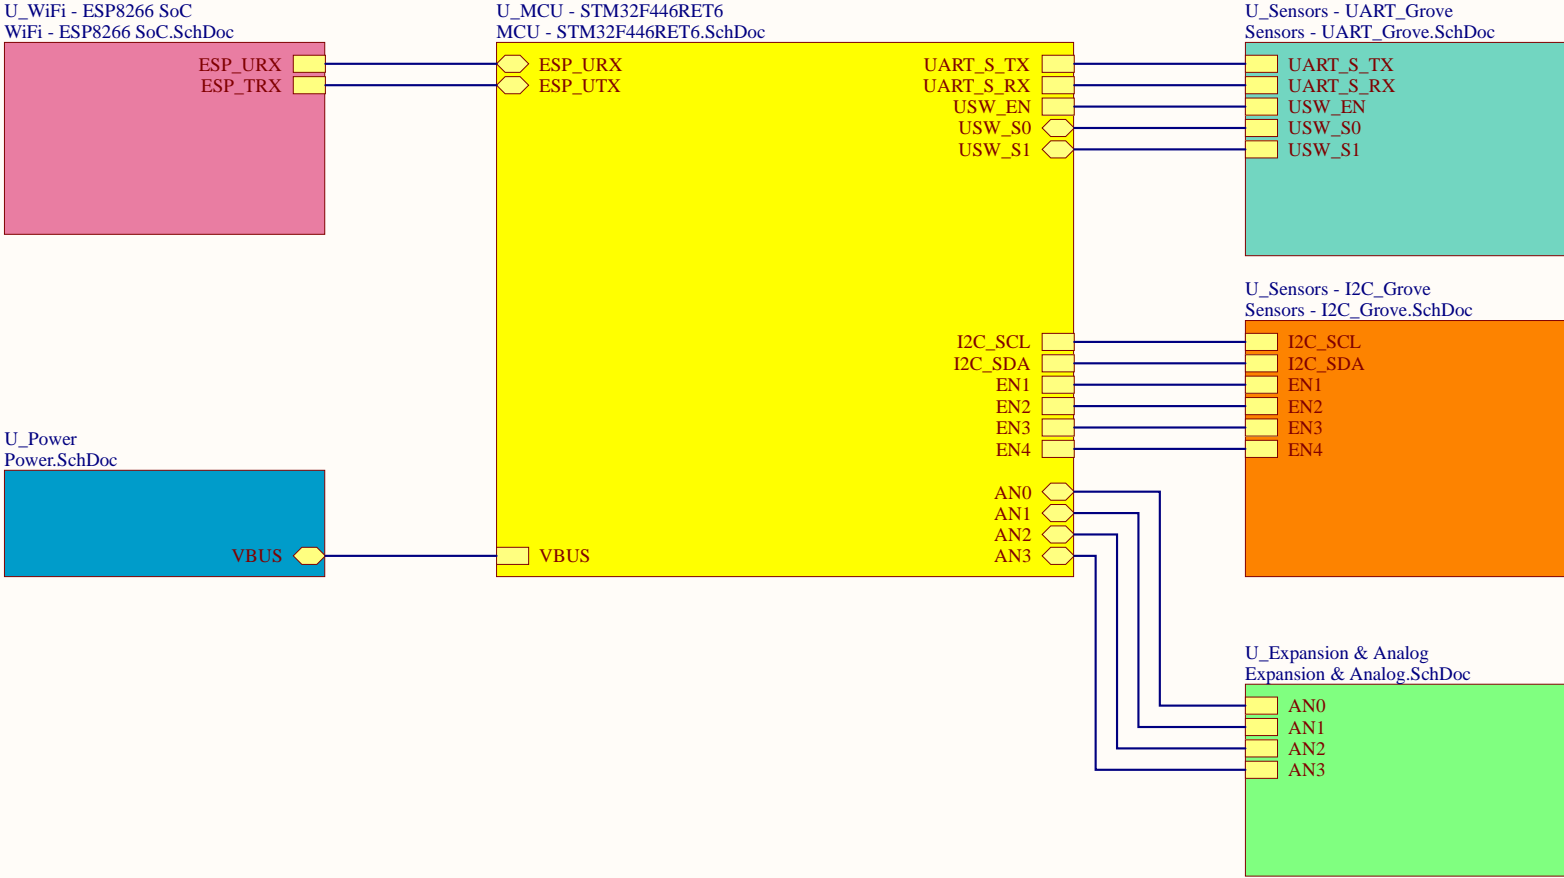 U_WiFi - ESP8266 SoC
WiFi - ESP8266 SoC.SchDoc
ESP_URX
ESP_TRX
U_Power
Power.SchDoc
VBUS
U_MCU - STM32F446RET6
MCU - STM32F446RET6.SchDoc
ESP_URX
ESP_UTX
VBUS
UART_S_TX
UART_S_RX
USW_EN
USW_S0
USW_S1
I2C_SCL
I2C_SDA
EN1
EN2
EN3
EN4
AN0
AN1
AN2
AN3
U_Sensors - UART_Grove
Sensors - UART_Grove.SchDoc
UART_S_TX
UART_S_RX
USW_EN
USW_S0
USW_S1
U_Sensors - I2C_Grove
Sensors - I2C_Grove.SchDoc
I2C_SCL
I2C_SDA
EN1
EN2
EN3
EN4
U_Expansion & Analog
Expansion & Analog.SchDoc
AN0
AN1
AN2
AN3